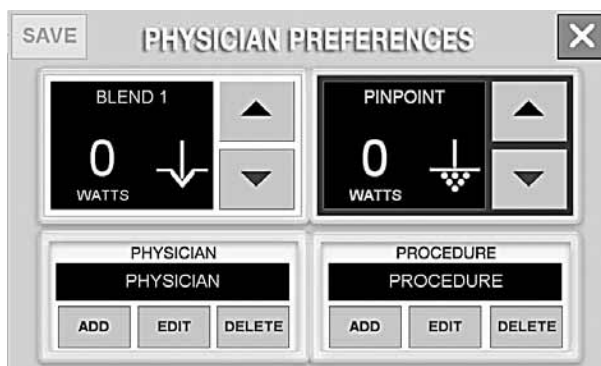 SAVE
PHYSICIAN PREFERENCES
X
BLEND 1
0
WATTS
PINPOINT
0
WATTS
PHYSICIAN
PHYSICIAN
ADD EDIT DELETE
PROCEDURE
PROCEDURE
ADD EDIT DELETE